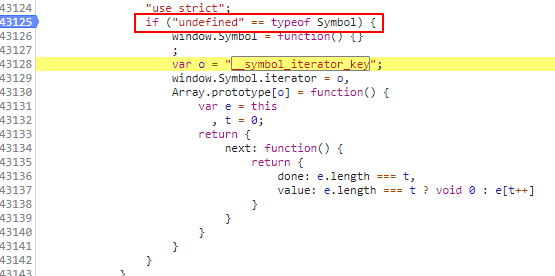 43124 "use strict";
43125 if ("undefined" == typeof Symbol) {
43126 window.Symbol = function() {}
43127 ;
43128 var o = "__symbol_iterator_key";
43129 window.Symbol.iterator = o,
43130 Array.prototype[o] = function() {
43131 var e = this
43132 , t = 0;
43133 return {
43134 next: function() {
43135 return {
43136 done: e.length === t,
43137 value: e.length === t ? void 0 : e[t++]
43138 }
43139 }
43140 }
43141 }
43142 }
43143 }